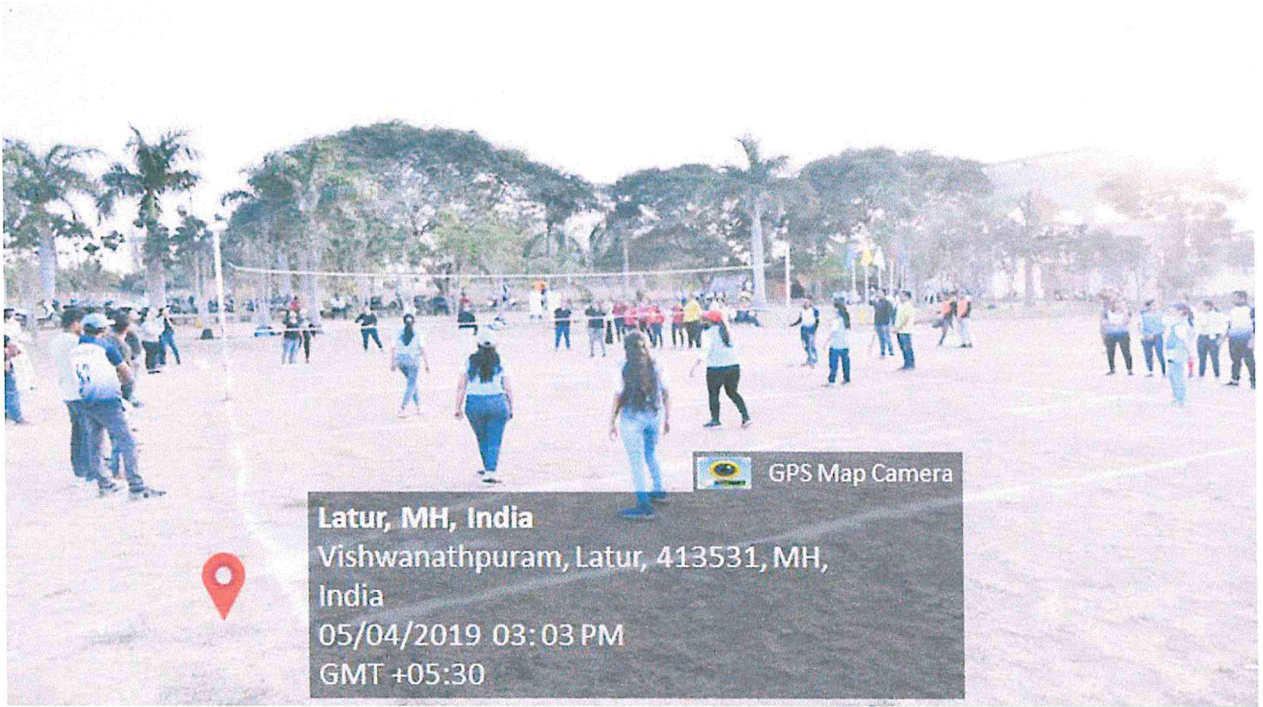 GPS Map Camera
Latur, MH, India
Vishwanathpuram, Latur, 413531, MH,
India
05/04/2019 03:03 PM
GMT +05:30